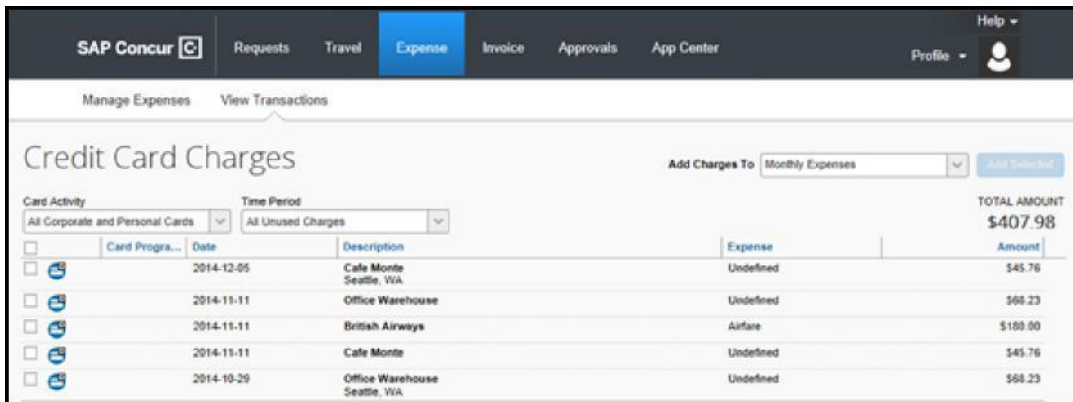 Help
SAP Concur C Requests Travel Expense Invoice Approvals App Center Profile
Manage Expenses View Transactions
Credit Card Charges
Add Charges To Monthly Expenses Add Selected
Card Activity Time Period TOTAL AMOUNT
All Corporate and Personal Cards All Unused Charges $407.98
Card Progra... Date Description Expense Amount
2014-12-05 Cafe Monte Undefined $45.76
Seattle, WA
2014-11-11 Office Warehouse Undefined $68.23
2014-11-11 British Airways Airfare $180.00
2014-11-11 Cafe Monte Undefined $45.76
2014-10-29 Office Warehouse Undefined $68.23
Seattle, WA